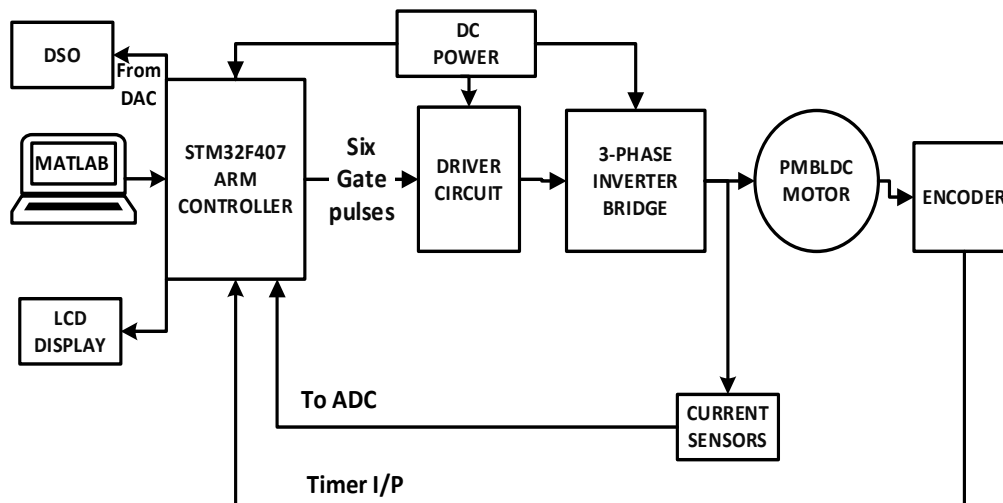 DSO
From
DAC
DC
POWER
MATLAB
STM32F407
ARM
CONTROLLER
Six
Gate
pulses
DRIVER
CIRCUIT
3-PHASE
INVERTER
BRIDGE
PMBLDC
MOTOR
ENCODER
LCD
DISPLAY
To ADC
CURRENT
SENSORS
Timer I/P